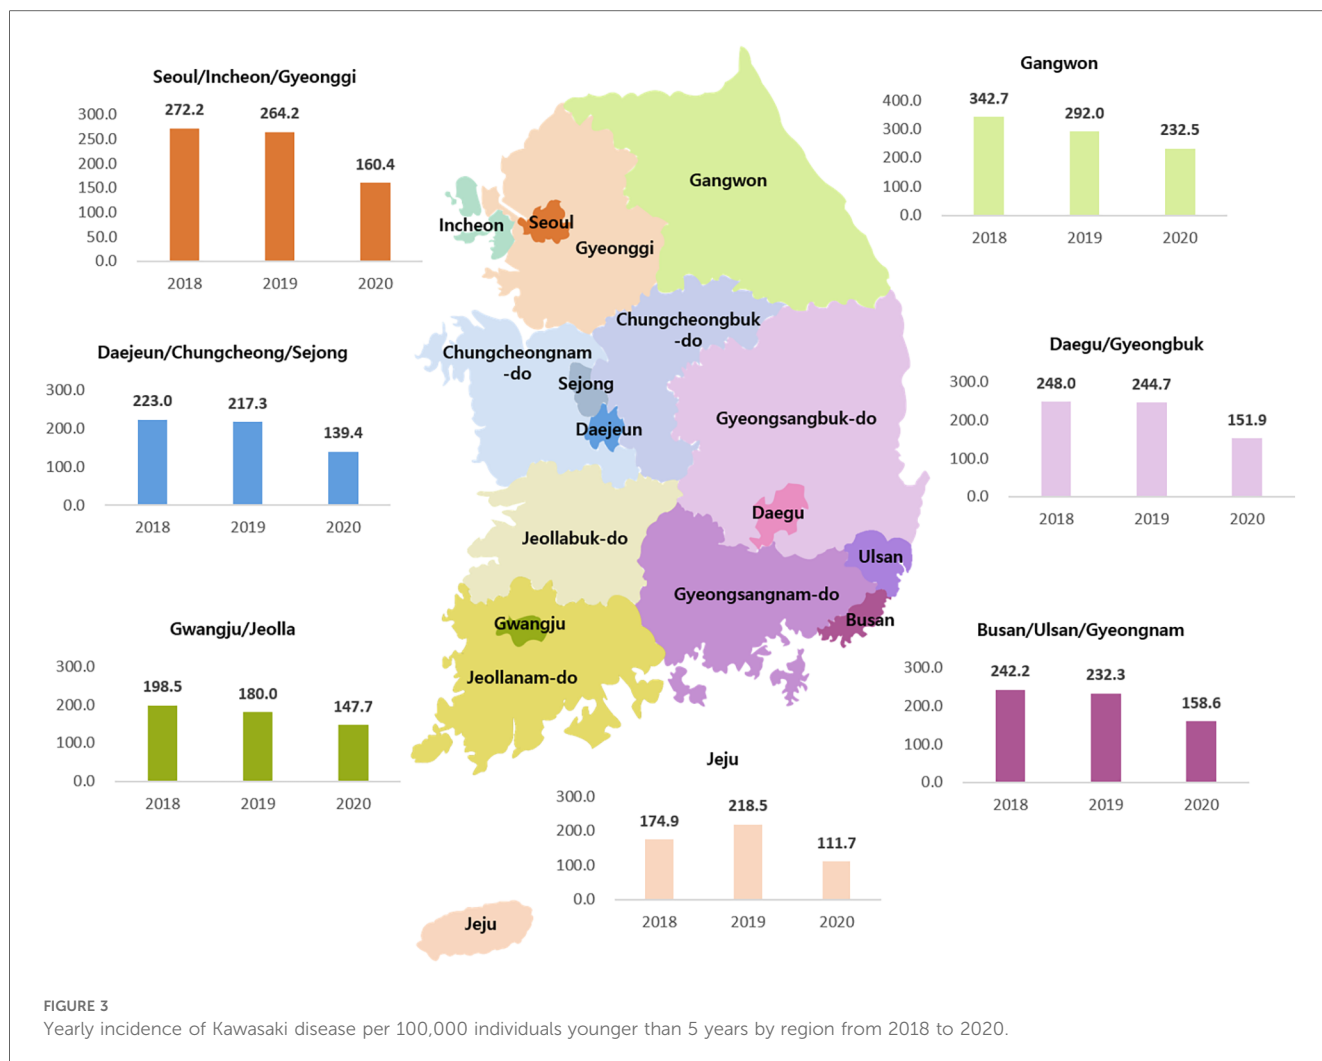 Seoul/Incheon/Gyeonggi
300.0
250.0
200.0
150.0
100.0
50.0
0.0
272.2
264.2
160.4
2018
2019
2020
Gangwon
400.0
300.0
200.0
100.0
0.0
342.7
292.0
232.5
2018
2019
2020
Daejeun/Chungcheong/Sejong
300.0
200.0
100.0
0.0
223.0
217.3
139.4
2018
2019
2020
Daegu/Gyeongbuk
300.0
200.0
100.0
0.0
248.0
244.7
151.9
2018
2019
2020
Gwangju/Jeolla
300.0
200.0
100.0
0.0
198.5
180.0
147.7
2018
2019
2020
Busan/Ulsan/Gyeongnam
300.0
200.0
100.0
0.0
242.2
232.3
158.6
2018
2019
2020
Jeju
300.0
200.0
100.0
0.0
174.9
218.5
111.7
2018
2019
2020
Gangwon
Incheon
Seoul
Gyeonggi
Chungcheongbuk
-do
Chungcheongnam
-do
Sejong
Daejeun
Gyeongsangbuk-do
Daegu
Jeollabuk-do
Ulsan
Gyeongsangnam-do
Busan
Gwangju
Jeollanam-do
Jeju
FIGURE 3
Yearly incidence of Kawasaki disease per 100,000 individuals younger than 5 years by region from 2018 to 2020.